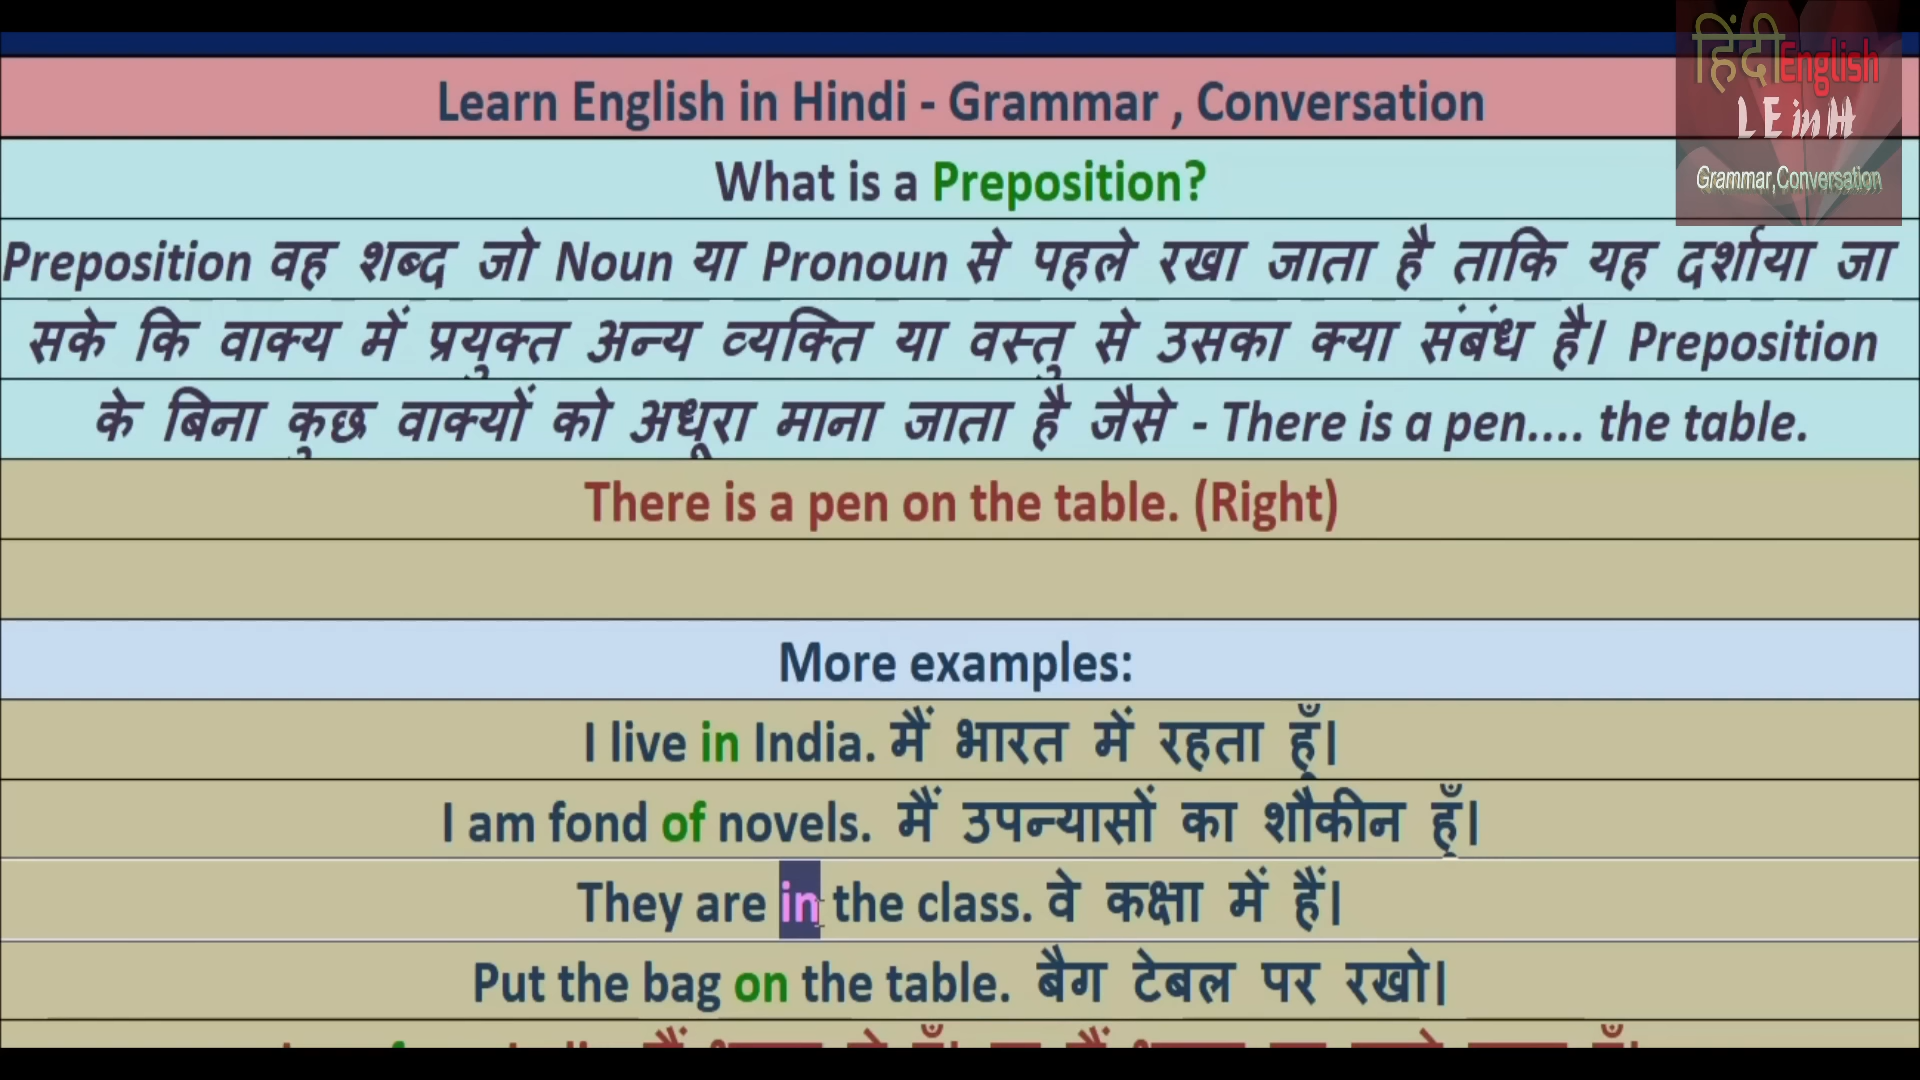 हिंदी English
L E in H
Grammar,Conversation
Learn English in Hindi - Grammar , Conversation
What is a Preposition?
Preposition वह शब्द जो Noun या Pronoun से पहले रखा जाता है ताकि यह दर्शाया जा
सके कि वाक्य में प्रयुक्त अन्य व्यक्ति या वस्तु से उसका क्या संबंध है। Preposition
के बिना कुछ वाक्यों को अधूरा माना जाता है जैसे - There is a pen.... the table.
There is a pen on the table. (Right)
More examples:
I live in India. मैं भारत में रहता हूँ।
I am fond of novels. मैं उपन्यासों का शौकीन हूँ।
They are in the class. वे कक्षा में हैं।
Put the bag on the table. बैग टेबल पर रखो।